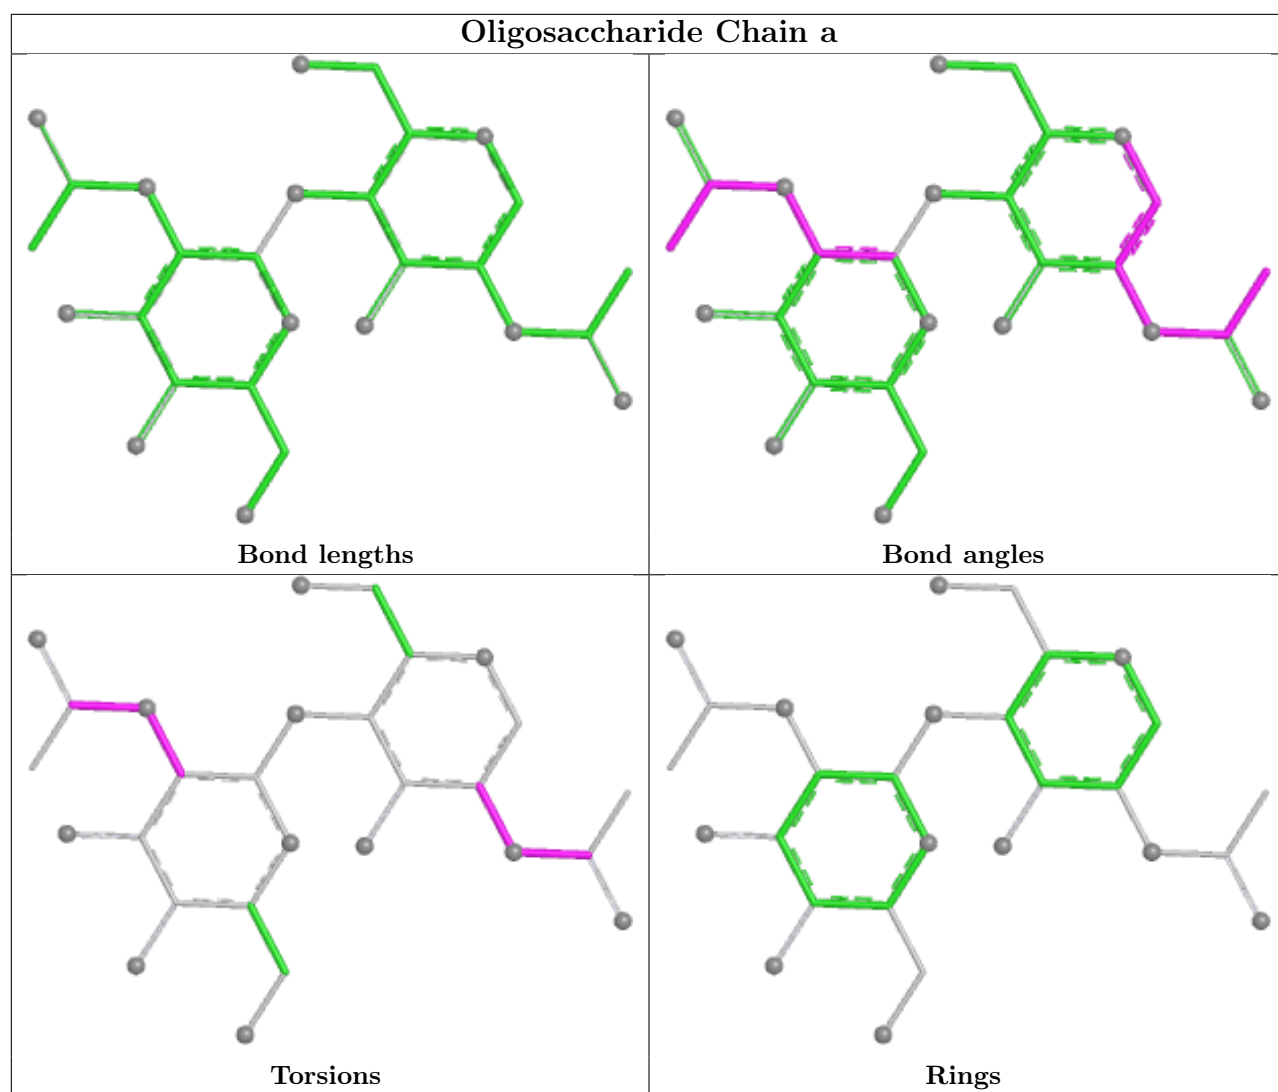 Oligosaccharide Chain a
Bond lengths
Bond angles
Torsions
Rings